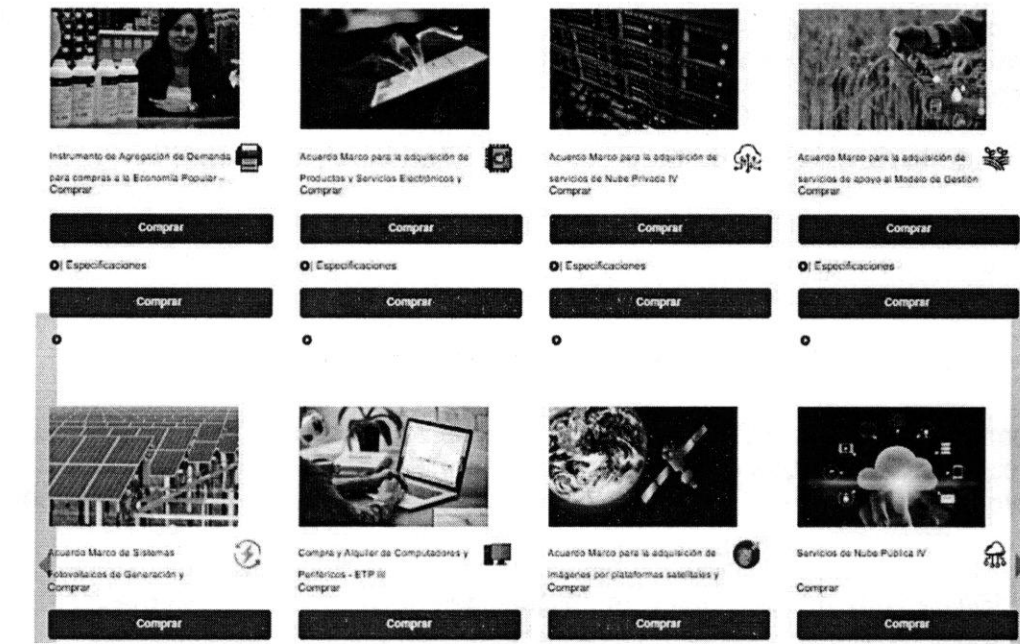 Instrumento de Agregación de Demanda
para compras a la Economía Popular –
Comprar
Comprar
| Especificaciones
Comprar
Acuerdo Marco para la adquisición de
Productos y Servicios Electrónicos y
Comprar
Comprar
| Especificaciones
Comprar
Acuerdo Marco para la adquisición de
servicios de Nube Privada IV
Comprar
Comprar
| Especificaciones
Comprar
Acuerdo Marco para la adquisición de
servicios de apoyo al Modelo de Gestión
Comprar
Comprar
| Especificaciones
Comprar
Acuerdo Marco de Sistemas
Fotovoltaicos de Generación y
Comprar
Comprar
Compra y Alquiler de Computadores y
Periféricos - ETP III
Comprar
Comprar
Acuerdo Marco para la adquisición de
imágenes por plataformas satelitales y
Comprar
Comprar
Servicios de Nube Pública IV
Comprar
Comprar